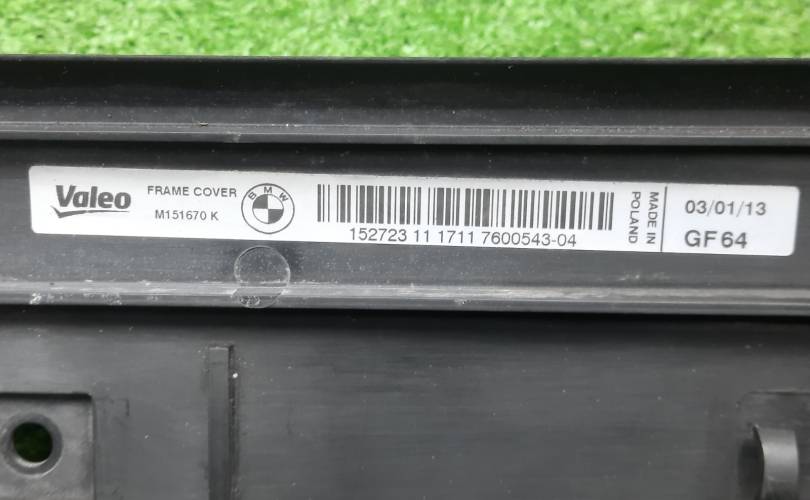 Valeo
FRAME COVER
M151670 K
BMW
152723 11 1711 7600543-04
MADE IN
POLAND
03/01/13
GF64